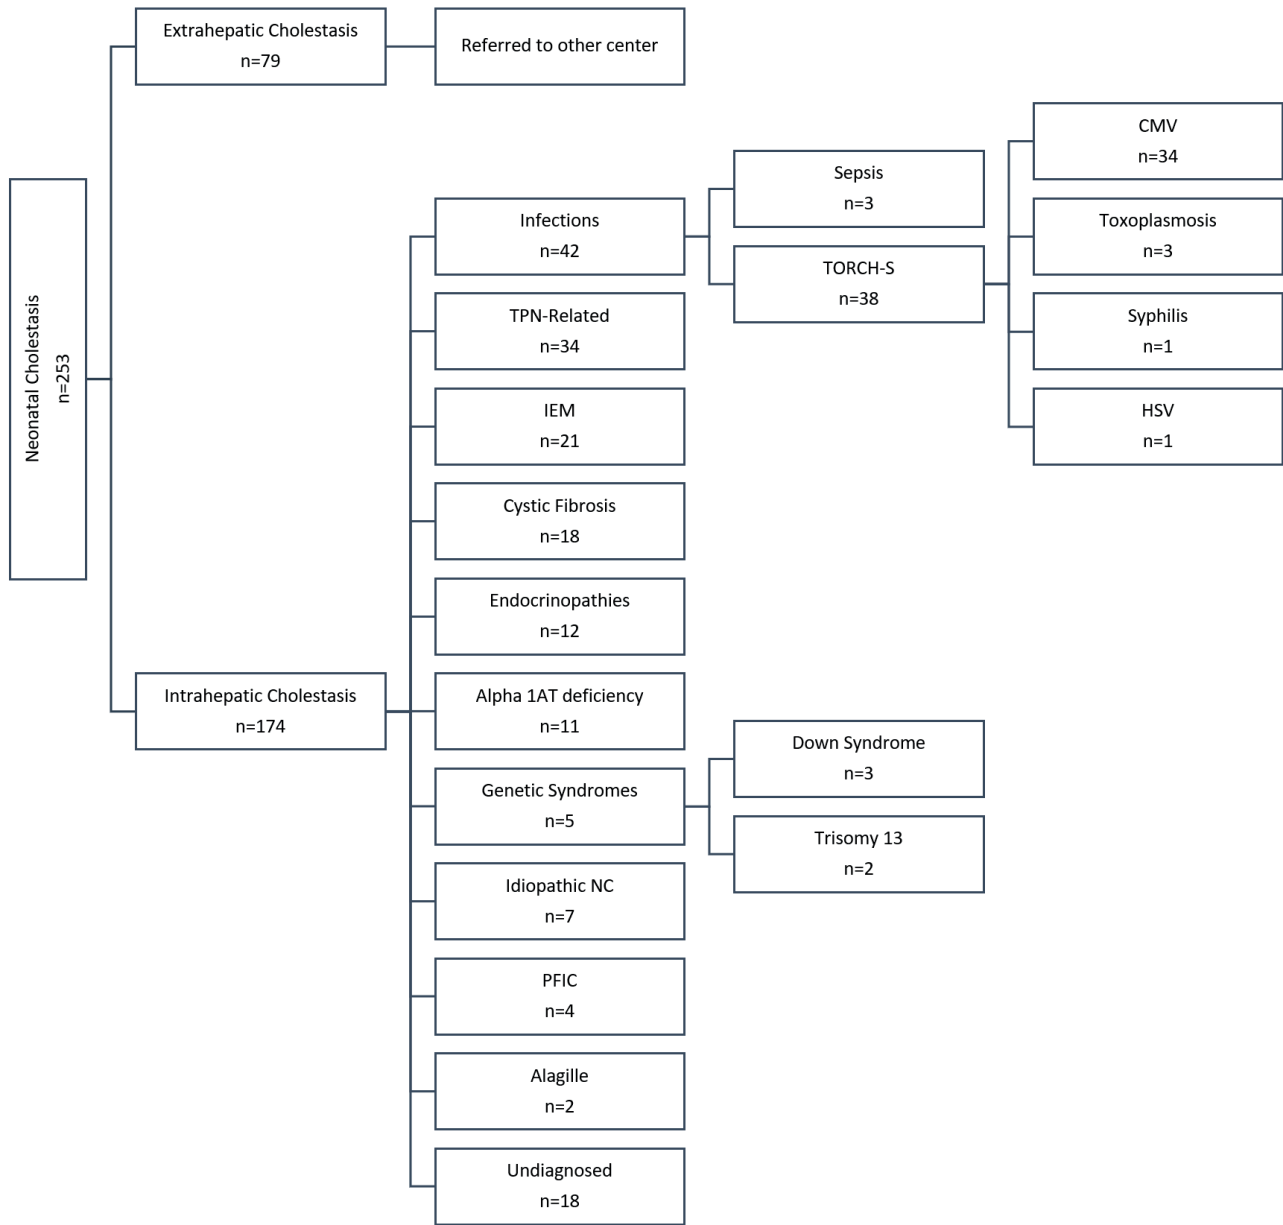 Neonatal Cholestasis
n=253
Extrahepatic Cholestasis
n=79
Referred to other center
Intrahepatic Cholestasis
n=174
Infections
n=42
Sepsis
n=3
TORCH-S
n=38
CMV
n=34
Toxoplasmosis
n=3
Syphilis
n=1
HSV
n=1
TPN-Related
n=34
IEM
n=21
Cystic Fibrosis
n=18
Endocrinopathies
n=12
Alpha 1AT deficiency
n=11
Genetic Syndromes
n=5
Down Syndrome
n=3
Trisomy 13
n=2
Idiopathic NC
n=7
PFIC
n=4
Alagille
n=2
Undiagnosed
n=18